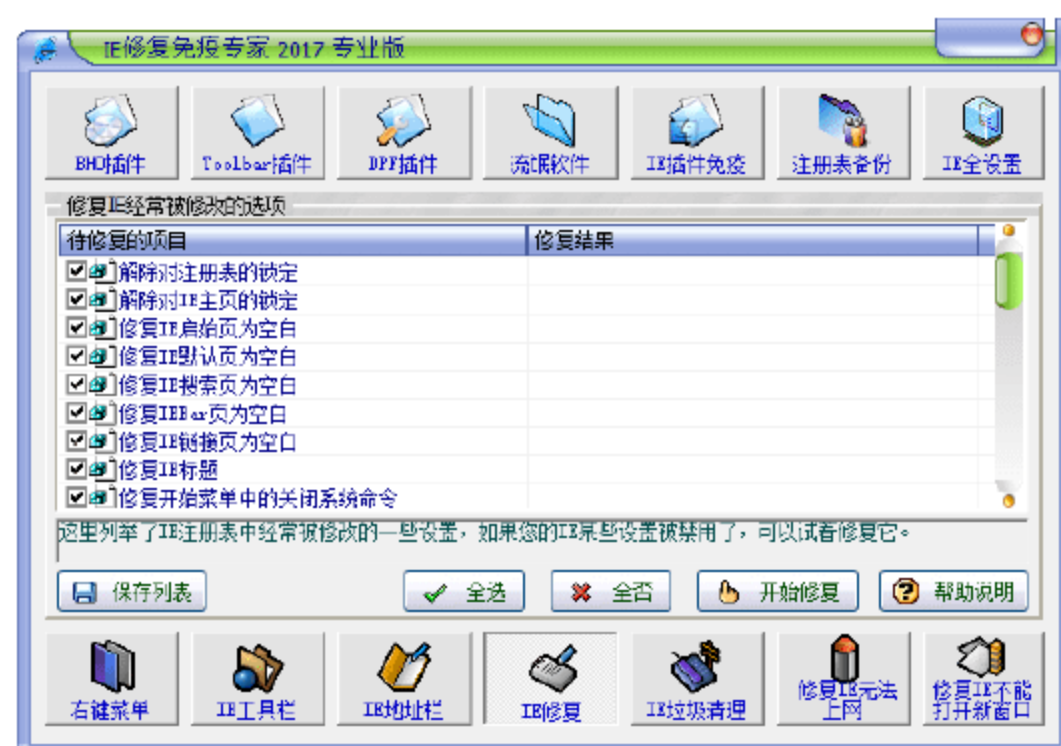 IE修复免疫专家 2017 专业版
BHO插件
Toolbar插件
DPF插件
流氓软件
IE插件免疫
注册表备份
IE全设置
修复IE经常被修改的选项
待修复的项目
修复结果
解除对注册表的锁定
解除对IE主页的锁定
修复IE启始页为空白
修复IE默认页为空白
修复IE搜索页为空白
修复IEBar页为空白
修复IE链接页为空白
修复IE标题
修复开始菜单中的关闭系统命令
这里列举了IE注册表中经常被修改的一些设置，如果您的IE某些设置被禁用了，可以试着修复它。
保存列表
全选
全否
开始修复
帮助说明
右键菜单
IE工具栏
IE地址栏
IE修复
IE垃圾清理
修复IE无法
上网
修复IE不能
打开新窗口